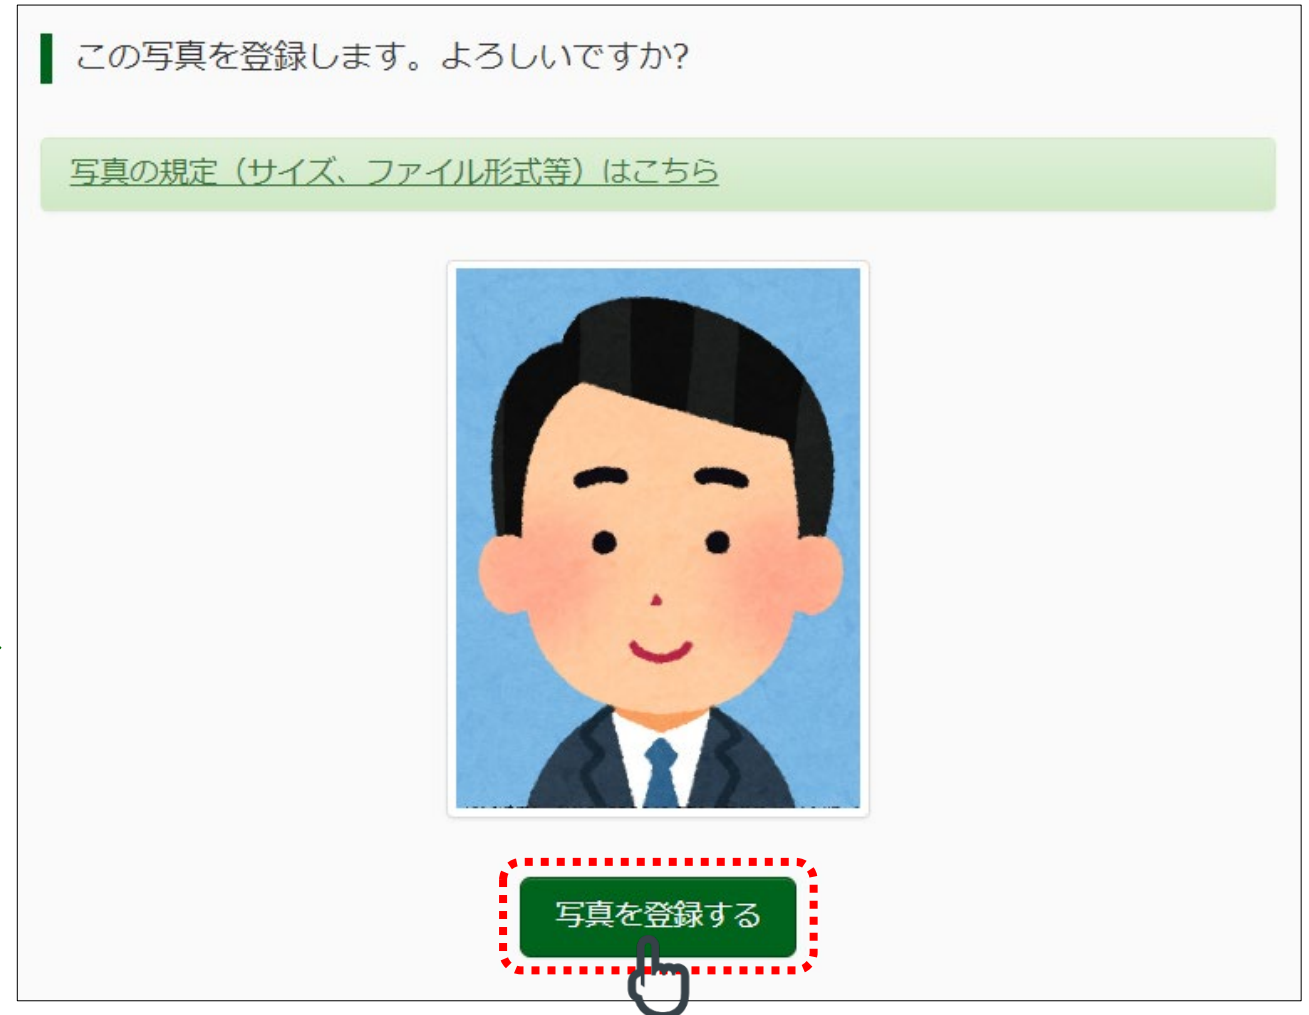 この写真を登録します。よろしいですか?
写真の規定（サイズ、ファイル形式等）はこちら
写真を登録する